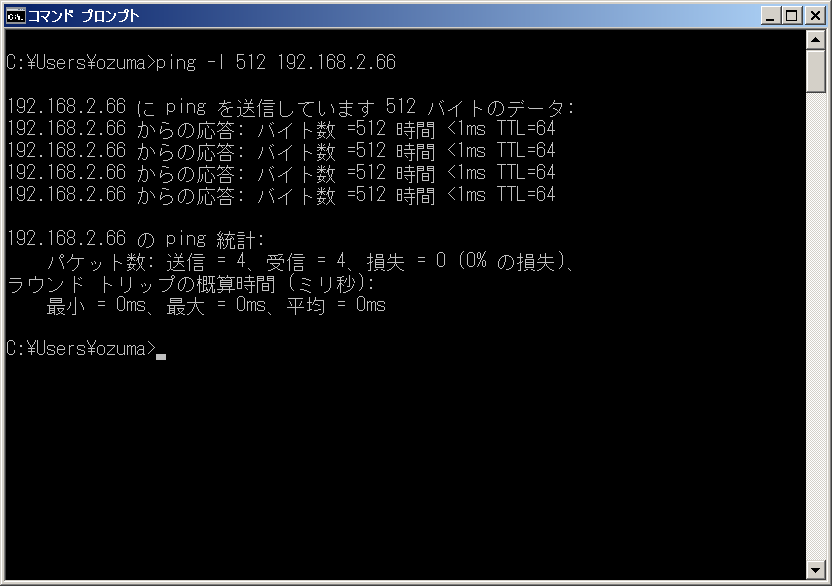 コマンド プロンプト
C:¥Users¥ozuma>ping -l 512 192.168.2.66
192.168.2.66 に ping を送信しています 512 バイトのデータ:
192.168.2.66 からの応答: バイト数 =512 時間 <1ms TTL=64
192.168.2.66 からの応答: バイト数 =512 時間 <1ms TTL=64
192.168.2.66 からの応答: バイト数 =512 時間 <1ms TTL=64
192.168.2.66 からの応答: バイト数 =512 時間 <1ms TTL=64
192.168.2.66 の ping 統計:
パケット数: 送信 = 4、受信 = 4、損失 = 0 (0% の損失)、
ラウンド トリップの概算時間 (ミリ秒):
最小 = 0ms、最大 = 0ms、平均 = 0ms
C:¥Users¥ozuma>